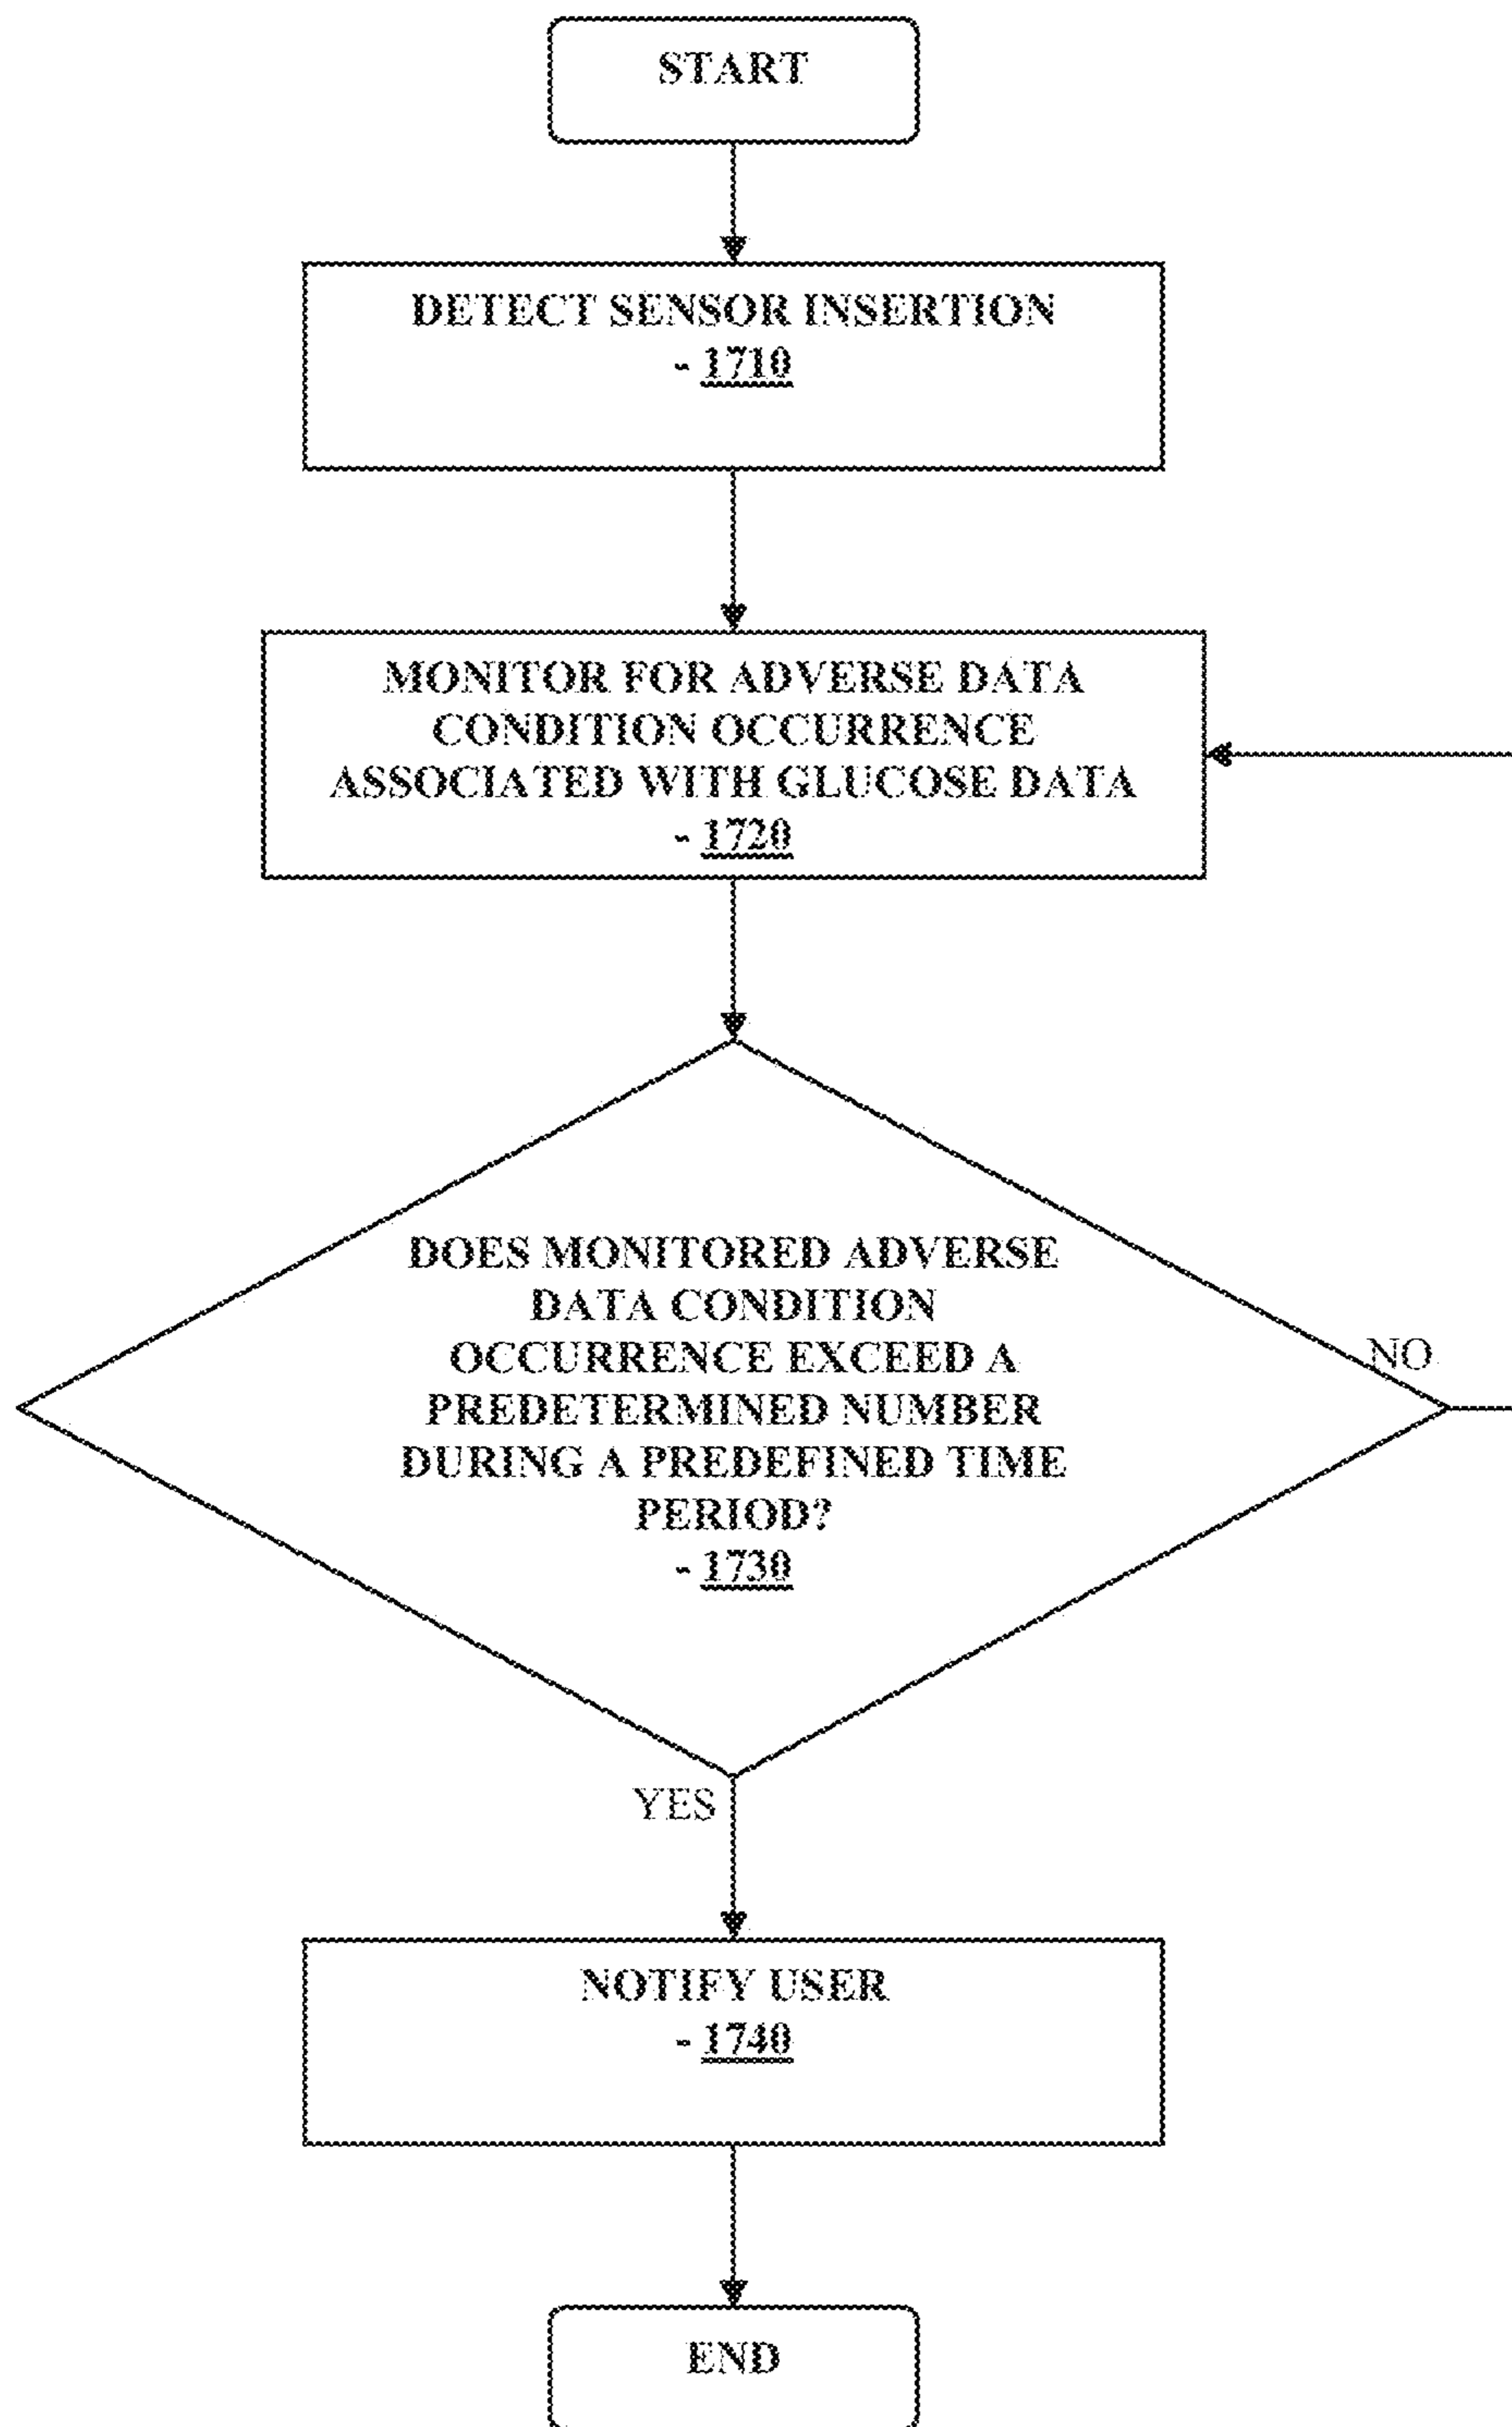 START
DETECT SENSOR INSERTION
- 1710
MONITOR FOR ADVERSE DATA
CONDITION OCCURRENCE
ASSOCIATED WITH GLUCOSE DATA
- 1720
DOES MONITORED ADVERSE
DATA CONDITION
OCCURRENCE EXCEED A
PREDETERMINED NUMBER
DURING A PREDEFINED TIME
PERIOD?
- 1730
NO
YES
NOTIFY USER
- 1740
END